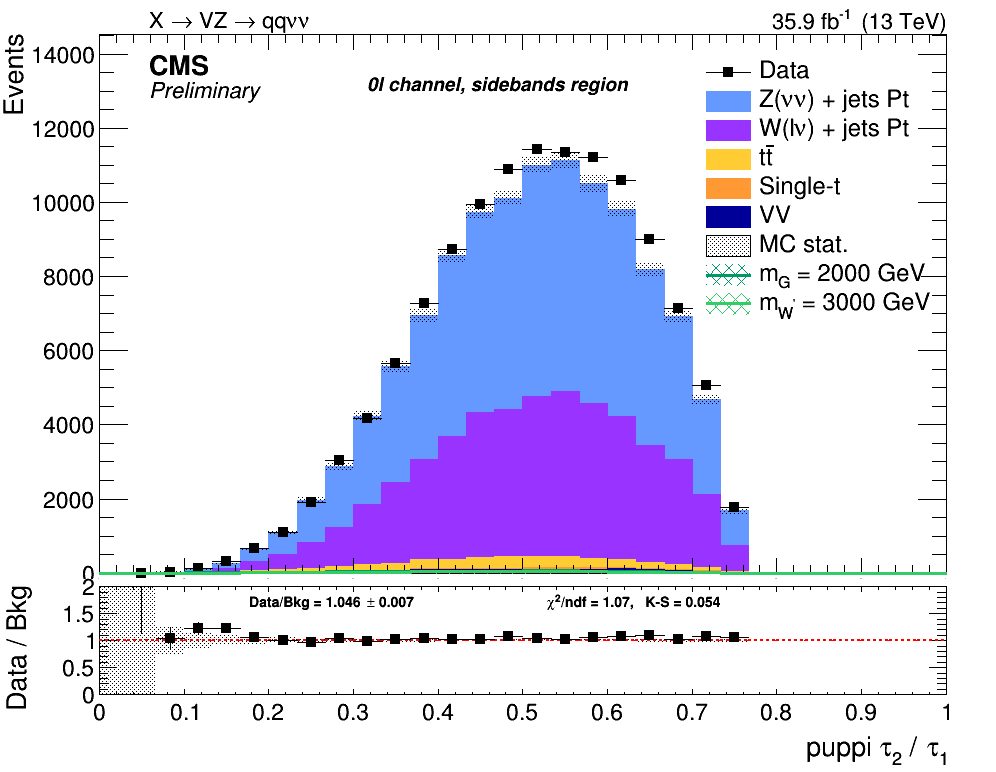 X → VZ → qqνν
35.9 fb⁻¹ (13 TeV)
Events
14000
12000
10000
8000
6000
4000
2000
0
CMS
Preliminary
0l channel, sidebands region
Data
Z(νν) + jets Pt
W(lν) + jets Pt
tt̄
Single-t
VV
MC stat.
m_G = 2000 GeV
m_W' = 3000 GeV
Data / Bkg
2
1.5
1
0.5
0
Data/Bkg = 1.046 ± 0.007
χ²/ndf = 1.07, K-S = 0.054
0 0.1 0.2 0.3 0.4 0.5 0.6 0.7 0.8 0.9 1
puppi τ₂ / τ₁